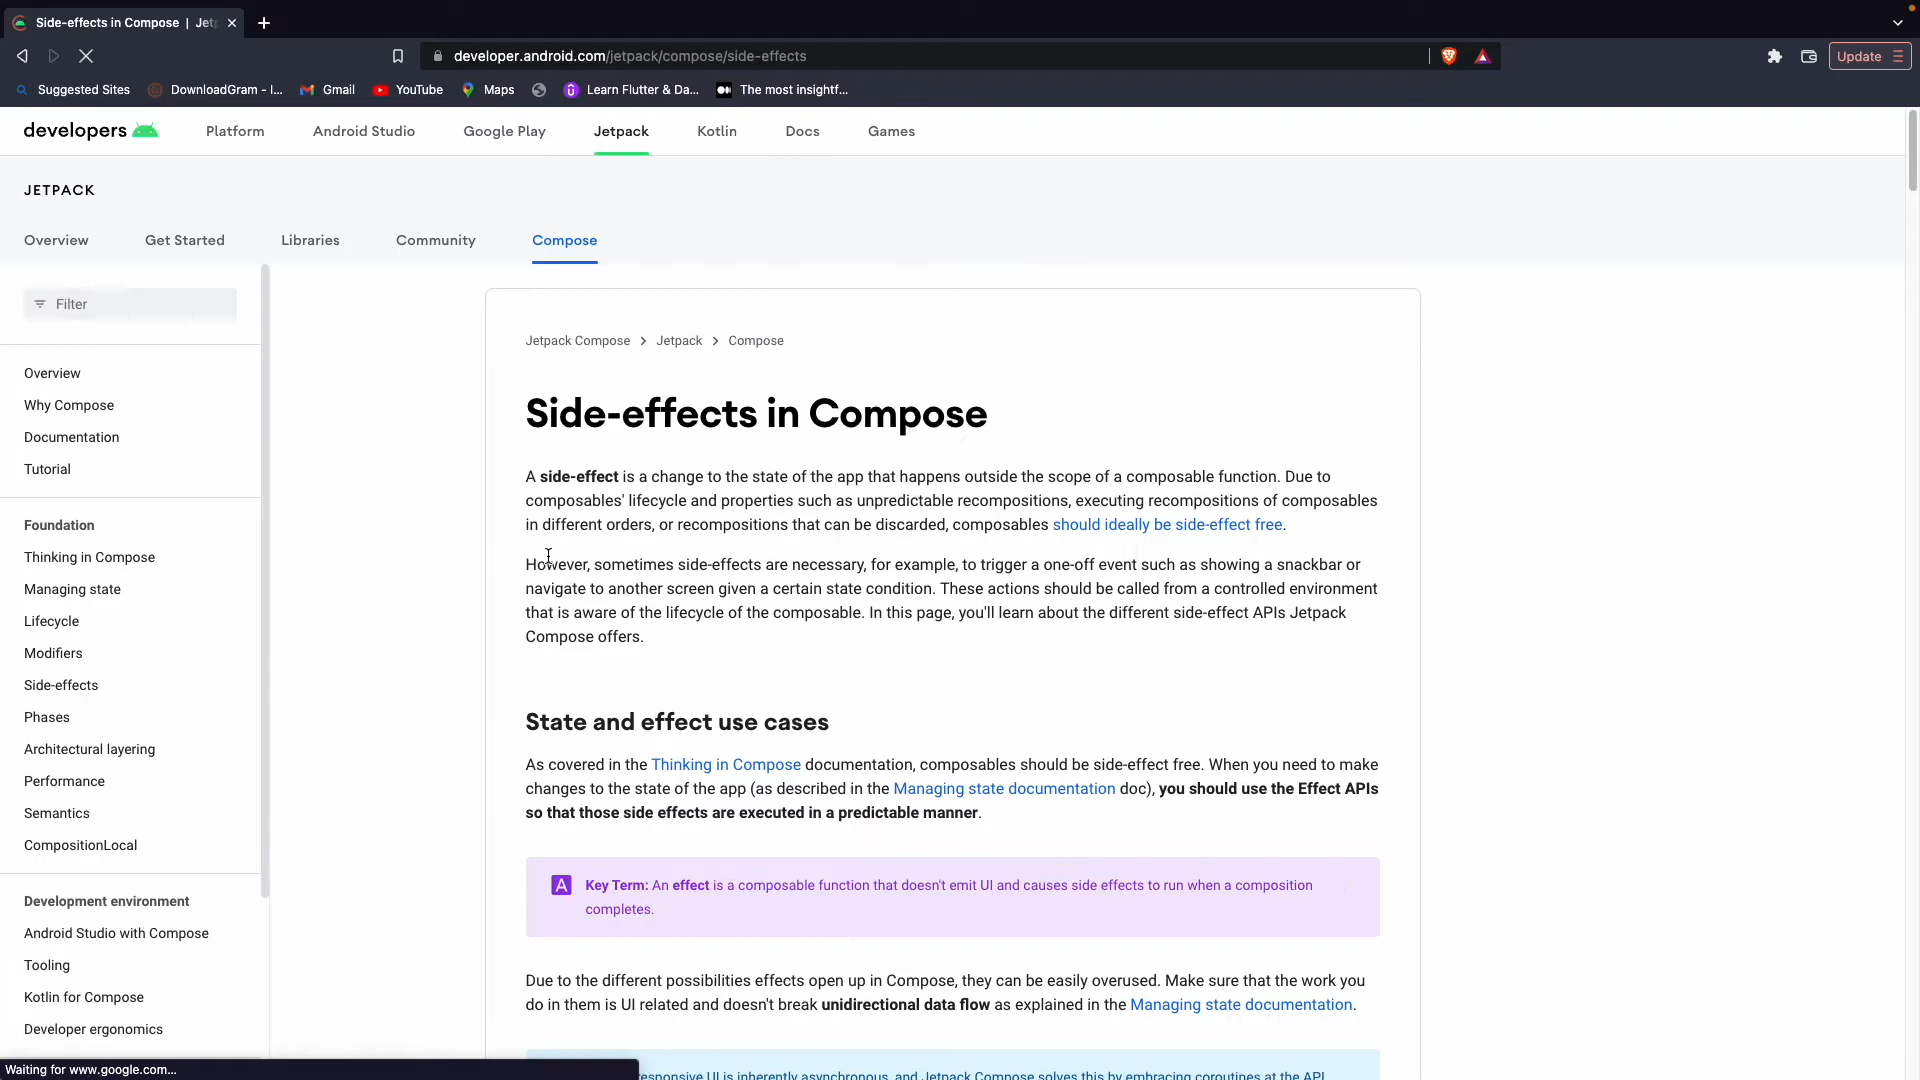 Side-effects in Compose | Jet
developer.android.com/jetpack/compose/side-effects
Update
Suggested Sites
DownloadGram - I...
Gmail
YouTube
Maps
Learn Flutter & Da...
The most insightf...
developers
Platform
Android Studio
Google Play
Jetpack
Kotlin
Docs
Games
JETPACK
Overview
Get Started
Libraries
Community
Compose
Filter
Overview
Why Compose
Documentation
Tutorial
Foundation
Thinking in Compose
Managing state
Lifecycle
Modifiers
Side-effects
Phases
Architectural layering
Performance
Semantics
CompositionLocal
Development environment
Android Studio with Compose
Tooling
Kotlin for Compose
Developer ergonomics
Jetpack Compose > Jetpack > Compose
Side-effects in Compose
A side-effect is a change to the state of the app that happens outside the scope of a composable function. Due to
composables' lifecycle and properties such as unpredictable recompositions, executing recompositions of composables
in different orders, or recompositions that can be discarded, composables should ideally be side-effect free.
However, sometimes side-effects are necessary, for example, to trigger a one-off event such as showing a snackbar or
navigate to another screen given a certain state condition. These actions should be called from a controlled environment
that is aware of the lifecycle of the composable. In this page, you'll learn about the different side-effect APIs Jetpack
Compose offers.
State and effect use cases
As covered in the Thinking in Compose documentation, composables should be side-effect free. When you need to make
changes to the state of the app (as described in the Managing state documentation doc), you should use the Effect APIs
so that those side effects are executed in a predictable manner.
Key Term: An effect is a composable function that doesn't emit UI and causes side effects to run when a composition
completes.
Due to the different possibilities effects open up in Compose, they can be easily overused. Make sure that the work you
do in them is UI related and doesn't break unidirectional data flow as explained in the Managing state documentation.
responsive UI is inherently asynchronous, and Jetpack Compose solves this by embracing coroutines at the API
Waiting for www.google.com...